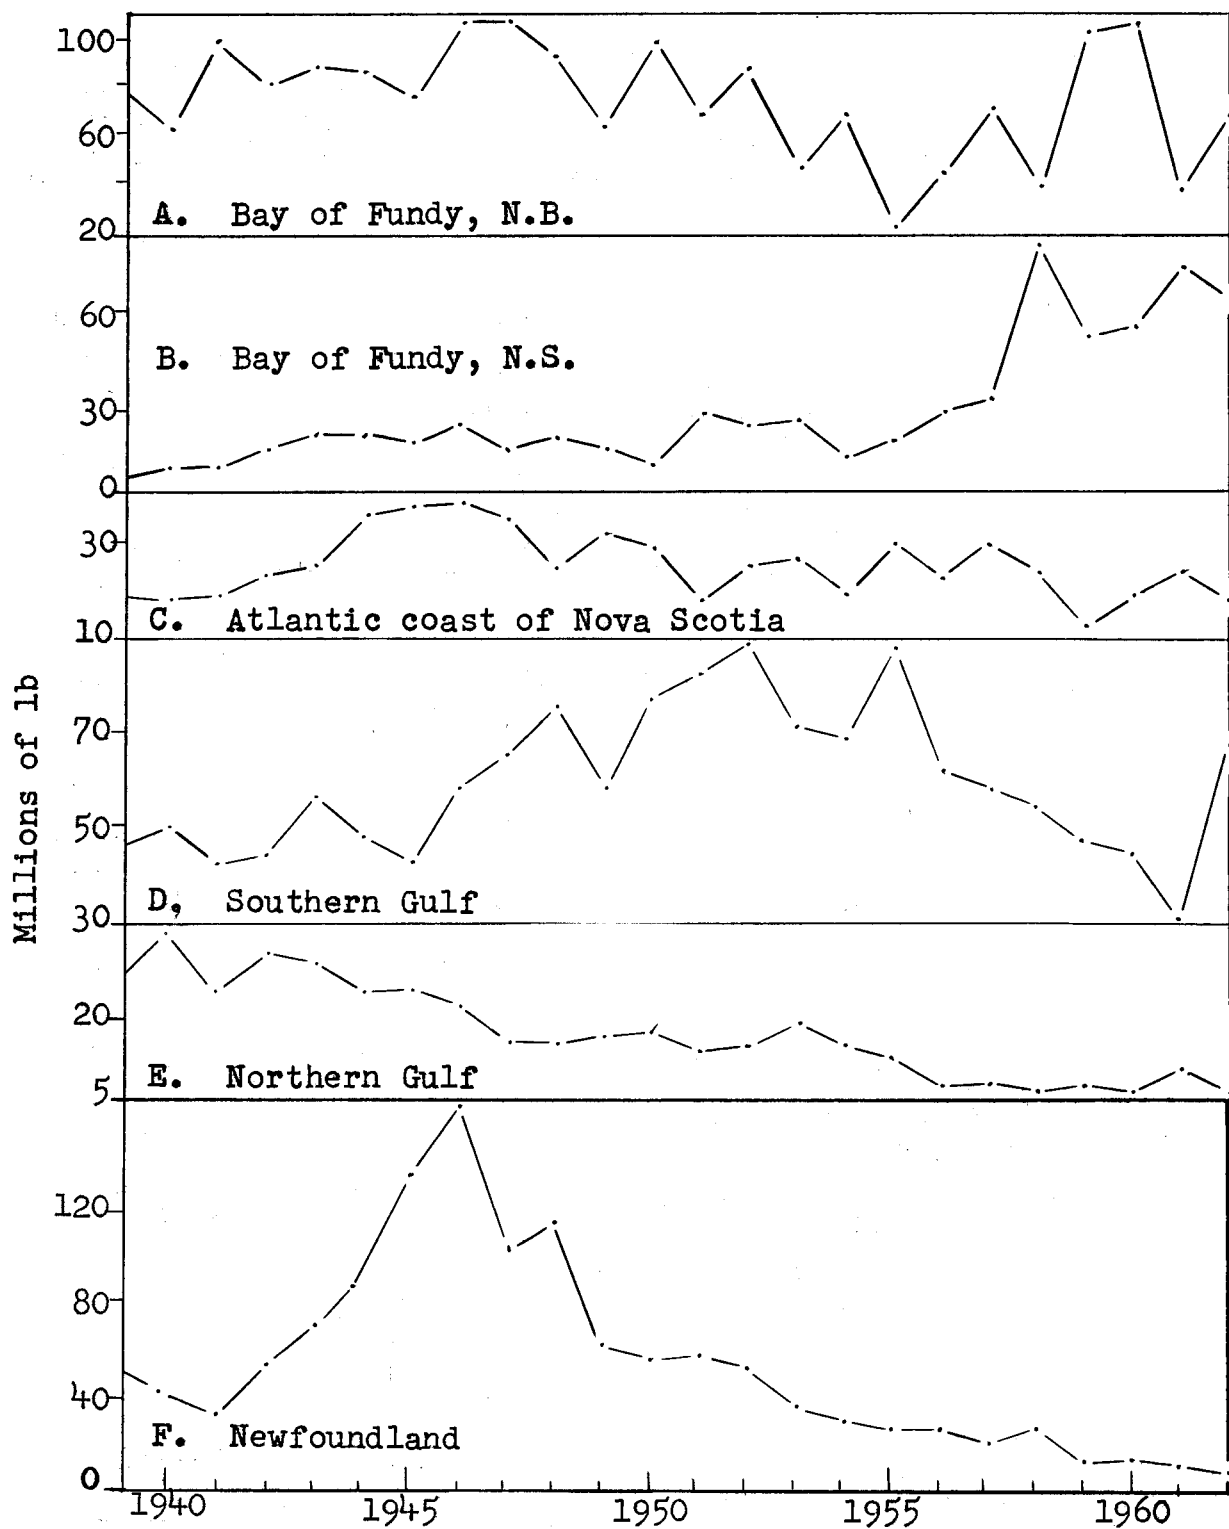 100
60
20
A. Bay of Fundy, N.B.
60
30
0
B. Bay of Fundy, N.S.
30
10
C. Atlantic coast of Nova Scotia
Millions of lb
70
50
30
D, Southern Gulf
20
5
E. Northern Gulf
120
80
40
0
F. Newfoundland
1940 1945 1950 1955 1960